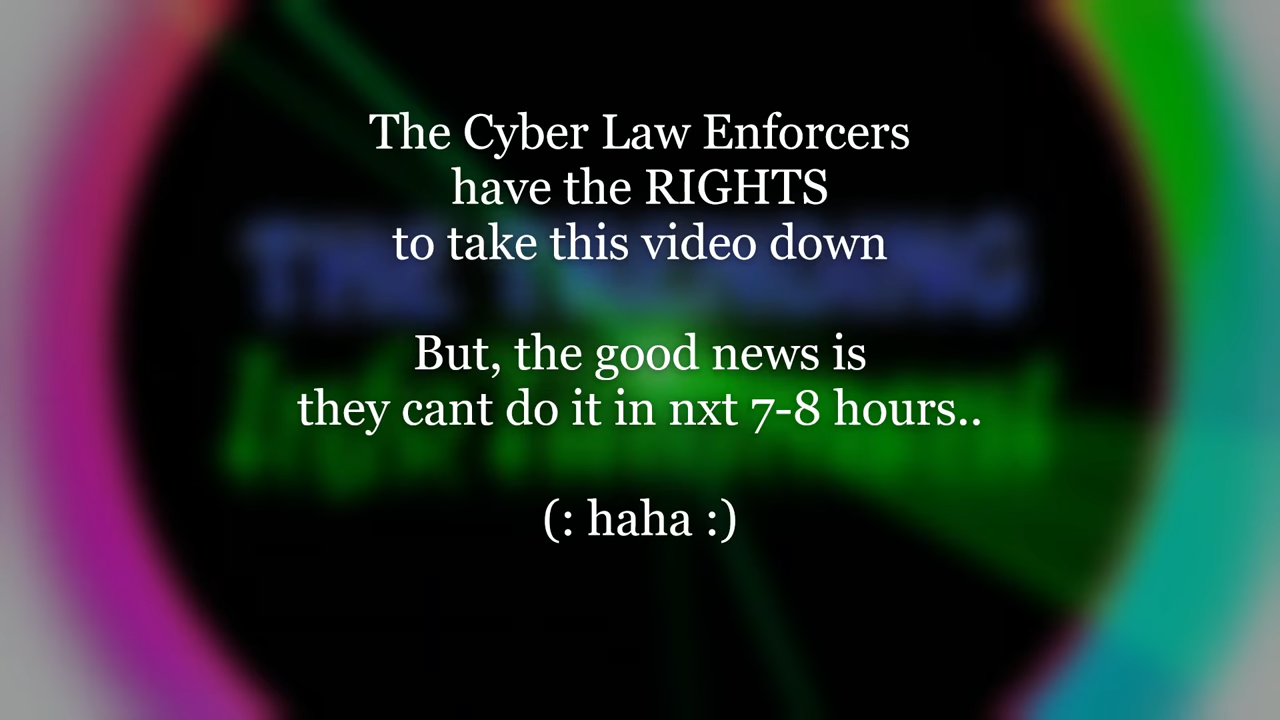 The Cyber Law Enforcers
have the RIGHTS
to take this video down
But, the good news is
they cant do it in nxt 7-8 hours..
(: haha :)